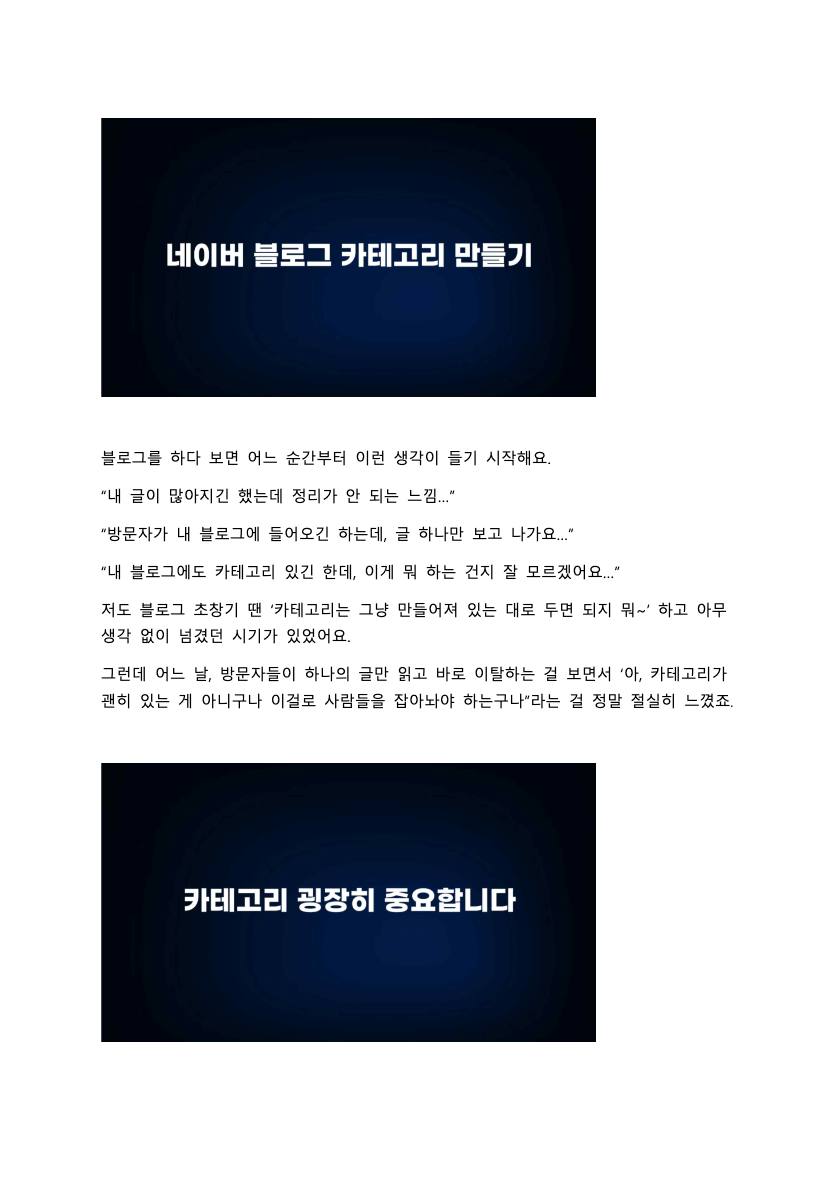 네이버 블로그 카테고리 만들기
블로그를 하다 보면 어느 순간부터 이런 생각이 들기 시작해요.
“내 글이 많아지긴 했는데 정리가 안 되는 느낌…”
“방문자가 내 블로그에 들어오긴 하는데, 글 하나만 보고 나가요…”
“내 블로그에도 카테고리 있긴 한데, 이게 뭐 하는 건지 잘 모르겠어요…”
저도 블로그 초창기 땐 ‘카테고리는 그냥 만들어져 있는 대로 두면 되지 뭐~’ 하고 아무
생각 없이 넘겼던 시기가 있었어요.
그런데 어느 날, 방문자들이 하나의 글만 읽고 바로 이탈하는 걸 보면서 ‘아, 카테고리가
괜히 있는 게 아니구나 이걸로 사람들을 잡아놔야 하는구나”라는 걸 정말 절실히 느꼈죠.
카테고리 굉장히 중요합니다